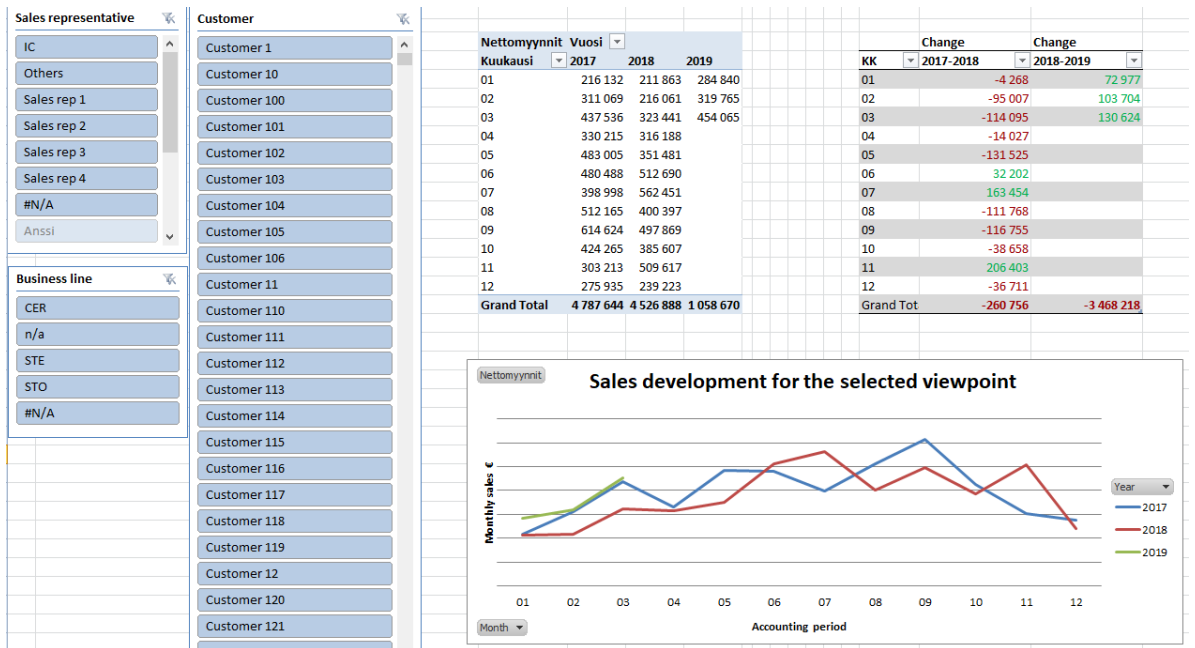 Sales representative
IC
Others
Sales rep 1
Sales rep 2
Sales rep 3
Sales rep 4
#N/A
Anssi
Business line
CER
n/a
STE
STO
#N/A
Customer
Customer 1
Customer 10
Customer 100
Customer 101
Customer 102
Customer 103
Customer 104
Customer 105
Customer 106
Customer 11
Customer 110
Customer 111
Customer 112
Customer 113
Customer 114
Customer 115
Customer 116
Customer 117
Customer 118
Customer 119
Customer 12
Customer 120
Customer 121
Nettomyynnit Vuosi
Kuukausi 2017 2018 2019
01 216 132 211 863 284 840
02 311 069 216 061 319 765
03 437 536 323 441 454 065
04 330 215 316 188
05 483 005 351 481
06 480 488 512 690
07 398 998 562 451
08 512 165 400 397
09 614 624 497 869
10 424 265 385 607
11 303 213 509 617
12 275 935 239 223
Grand Total 4 787 644 4 526 888 1 058 670
Change Change
KK 2017-2018 2018-2019
01 -4 268 72 977
02 -95 007 103 704
03 -114 095 130 624
04 -14 027
05 -131 525
06 32 202
07 163 454
08 -111 768
09 -116 755
10 -38 658
11 206 403
12 -36 711
Grand Tot -260 756 -3 468 218
Nettomyynnit
Sales development for the selected viewpoint
Monthly sales €
Year
2017
2018
2019
01 02 03 04 05 06 07 08 09 10 11 12
Month
Accounting period